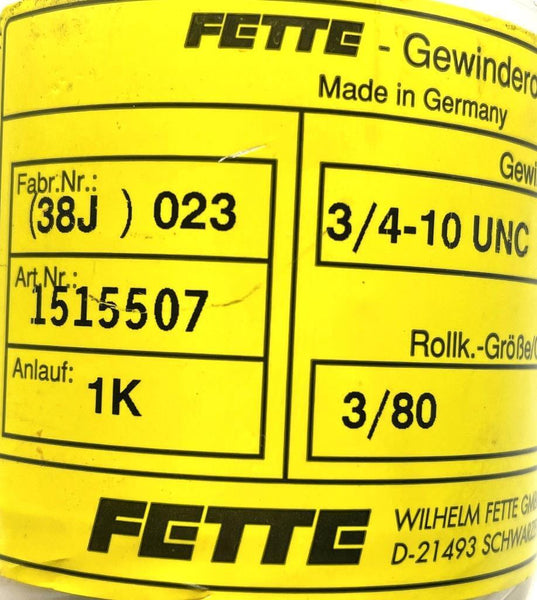 FETTE - Gewindero
Made in Germany
Fabr.Nr.:
(38J ) 023
Art.Nr.:
1515507
Anlauf:
1K
Gewi
3/4-10 UNC
Rollk.-Größe/
3/80
FETTE
WILHELM FETTE GMB
D-21493 SCHWARZE